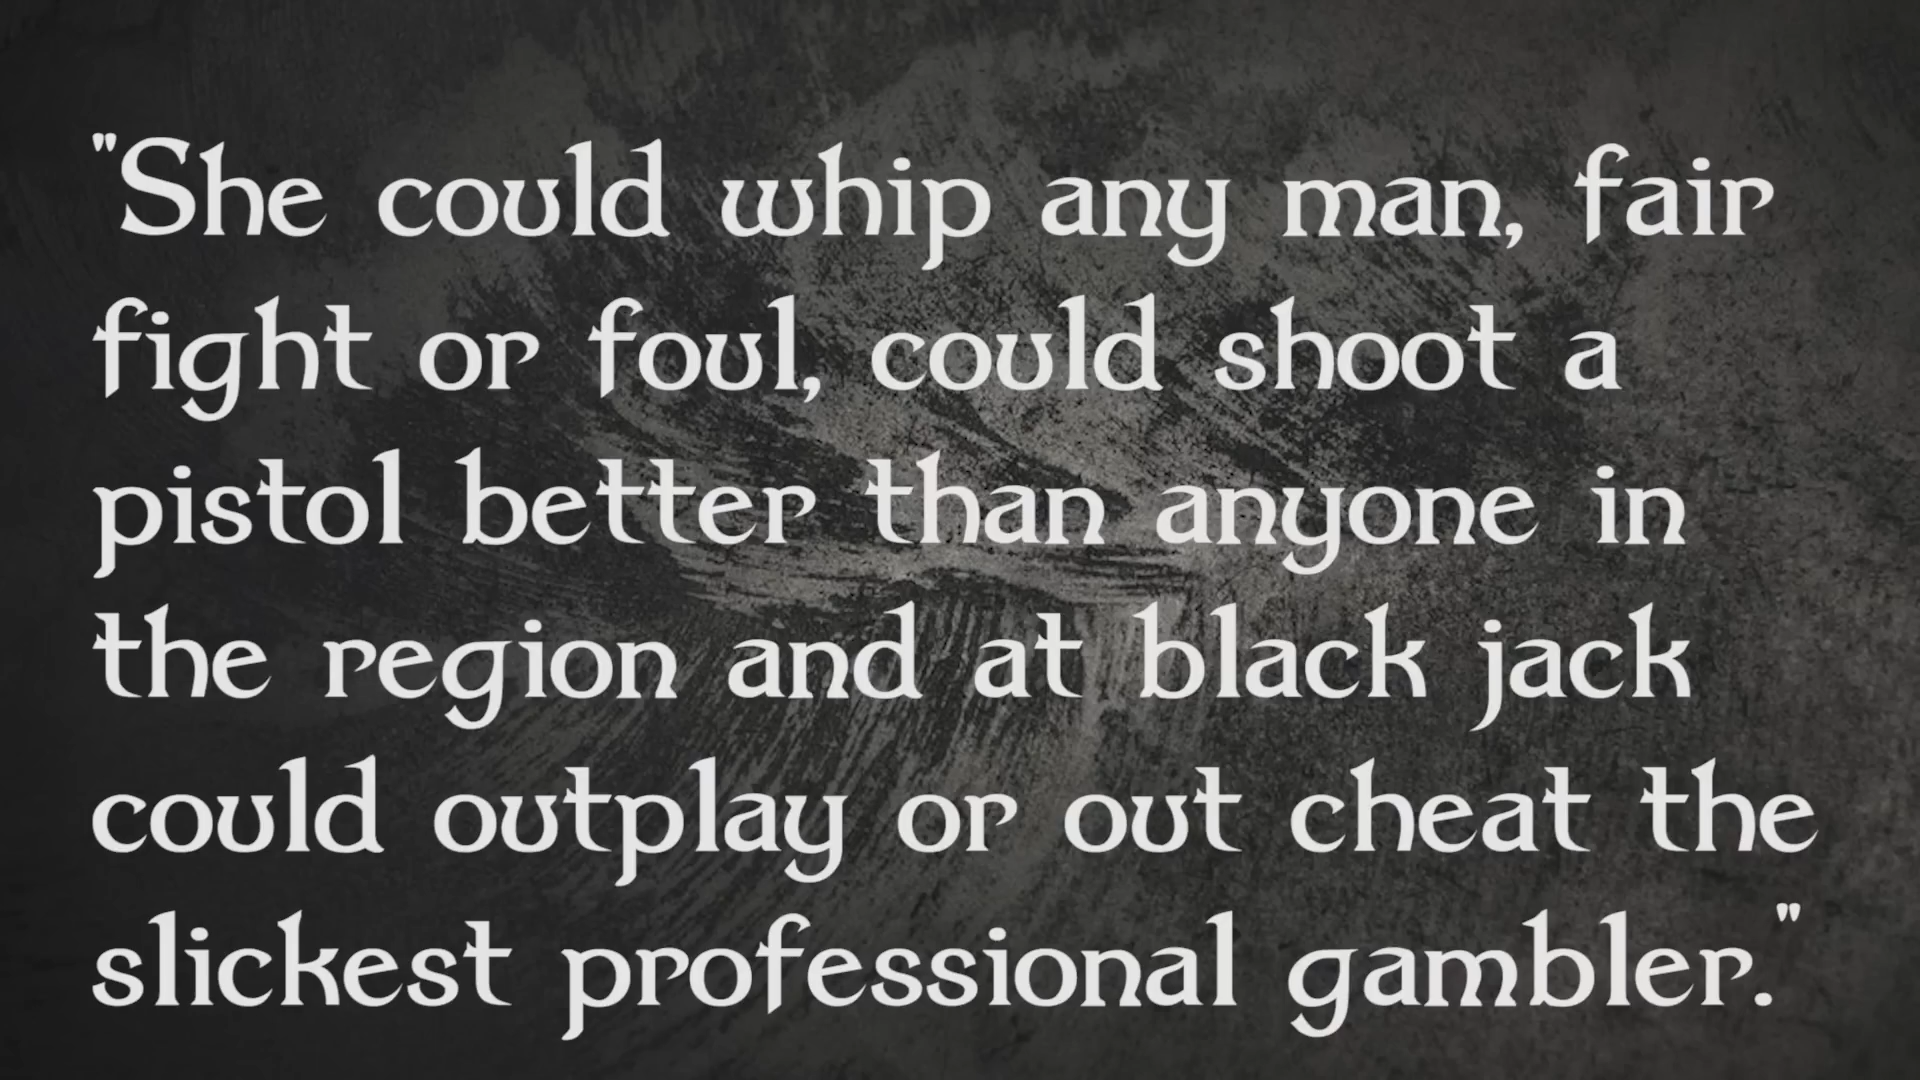 "She could whip any man, fair
fight or foul, could shoot a
pistol better than anyone in
the region and at black jack
could outplay or out cheat the
slickest professional gambler."